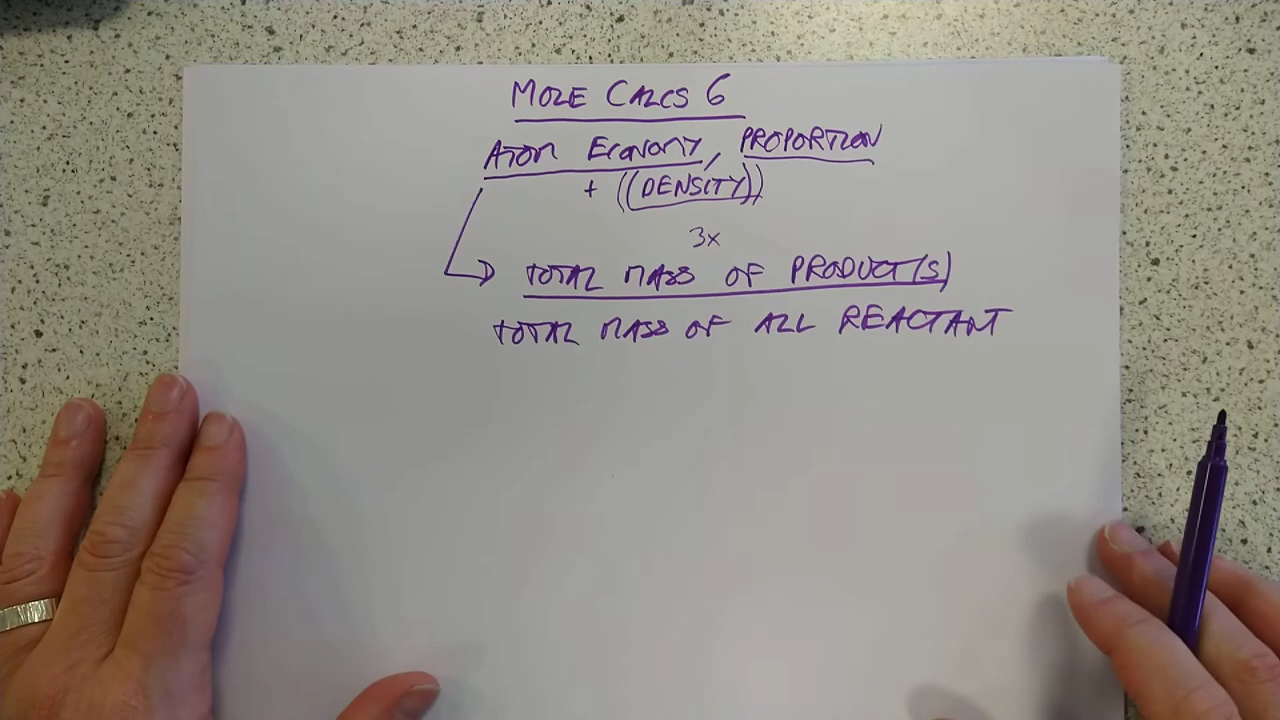 MOLE CALCS 6
ATOM ECONOMY, PROPORTION
+ ((DENSITY))
3x
TOTAL MASS OF PRODUCT(S)
TOTAL MASS OF ALL REACTANT